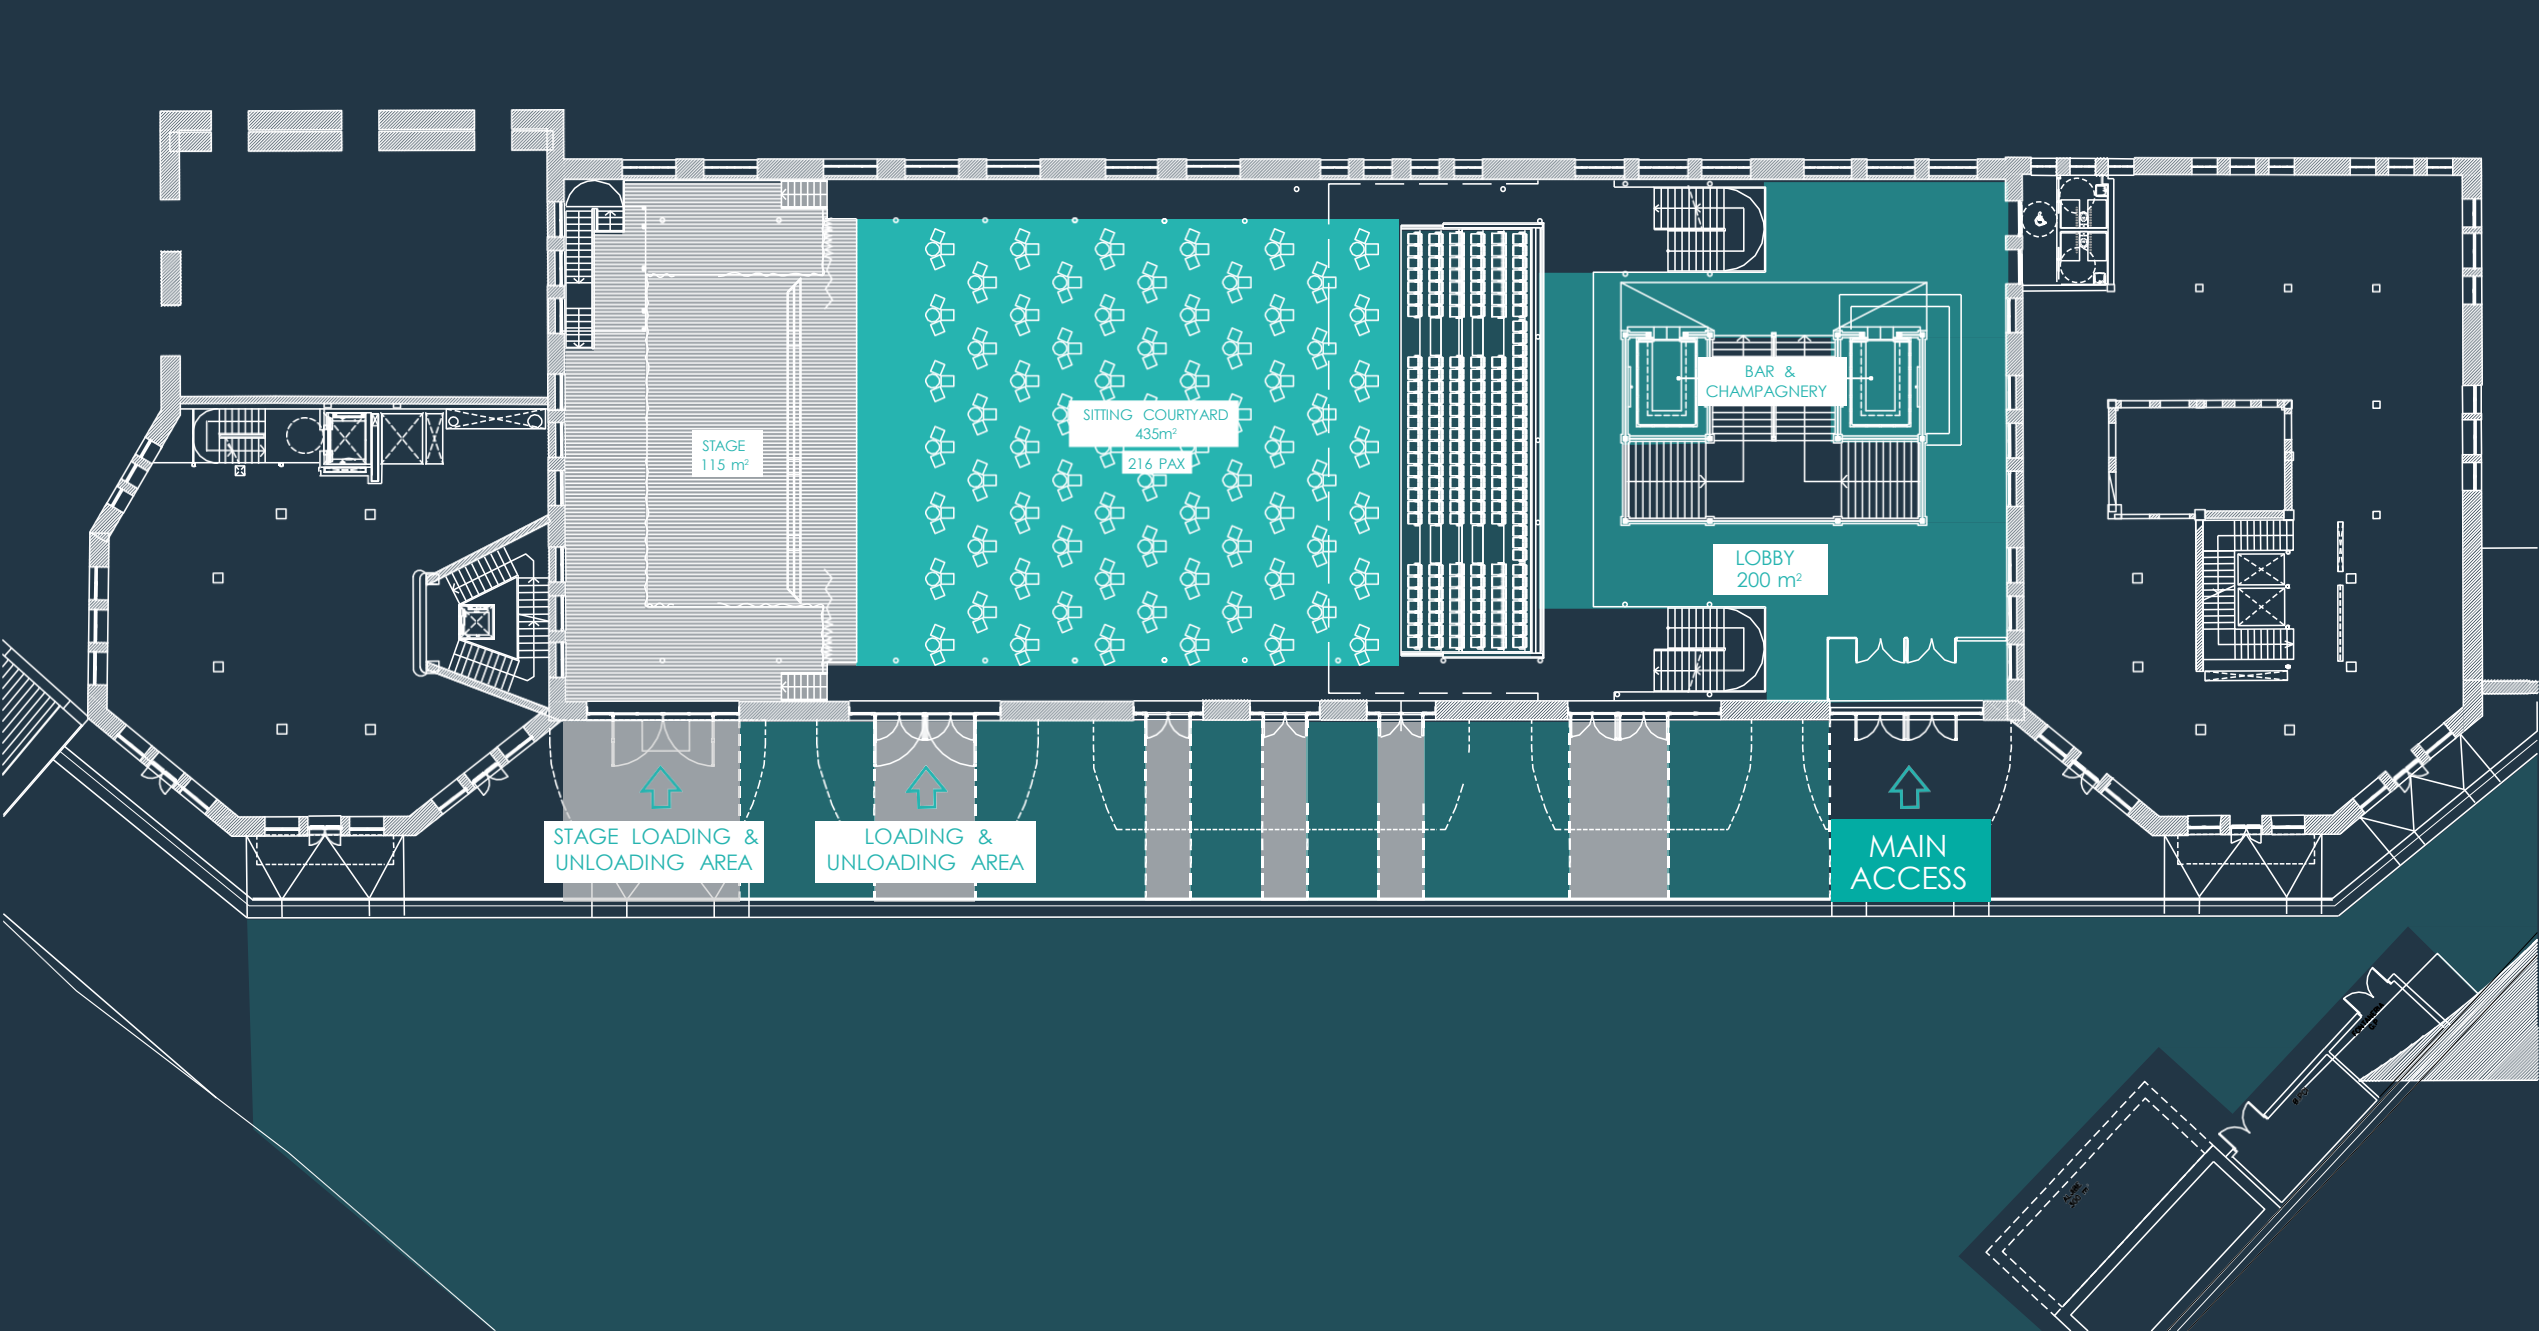 STAGE
115 m²
SITTING COURTYARD
435m²
216 PAX
BAR &
CHAMPAGNERY
LOBBY
200 m²
STAGE LOADING &
UNLOADING AREA
LOADING &
UNLOADING AREA
MAIN
ACCESS